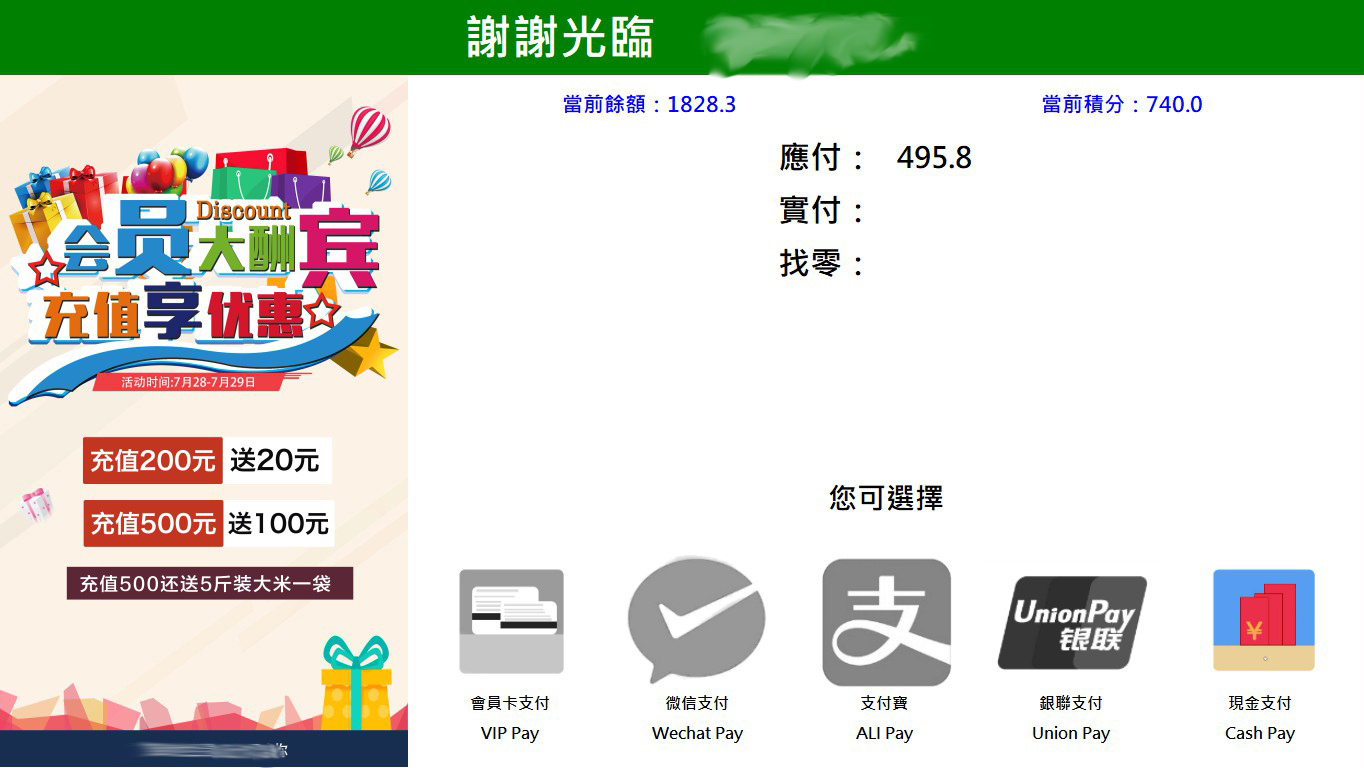 謝謝光臨
當前餘額：1828.3
當前積分：740.0
應付： 495.8
實付：
找零：
Discount
会员大酬宾
充值享优惠
活动时间:7月28-7月29日
充值200元 送20元
充值500元 送100元
充值500还送5斤装大米一袋
你
您可選擇
支
UnionPay
银联
¥
會員卡支付
微信支付
支付寶
銀聯支付
現金支付
VIP Pay
Wechat Pay
ALI Pay
Union Pay
Cash Pay